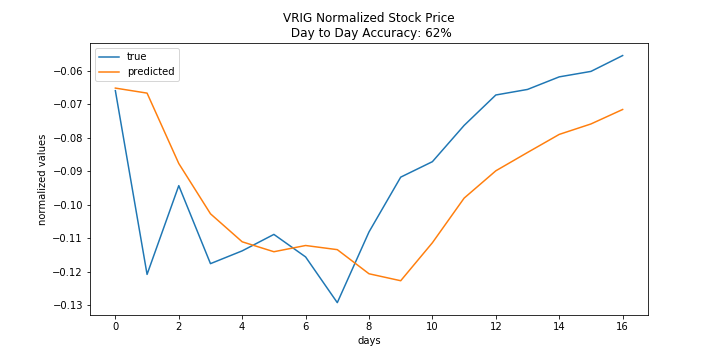 VRIG Normalized Stock Price
Day to Day Accuracy: 62%
true
predicted
normalized values
−0.06
−0.07
−0.08
−0.09
−0.10
−0.11
−0.12
−0.13
0 2 4 6 8 10 12 14 16
days